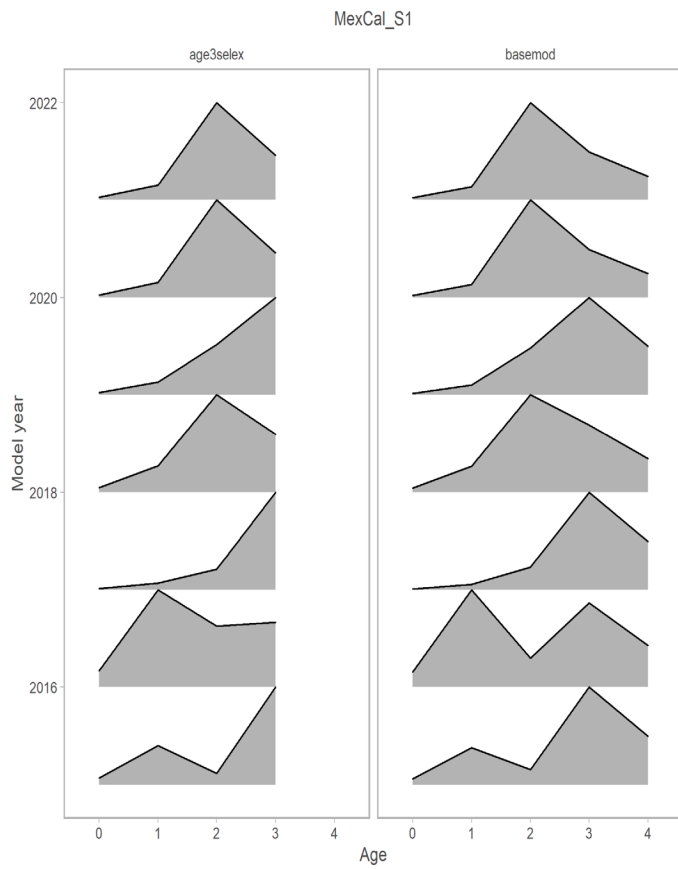 MexCal_S1
age3selex
basemod
2022
2020
2018
2016
Model year
0 1 2 3 4
0 1 2 3 4
Age